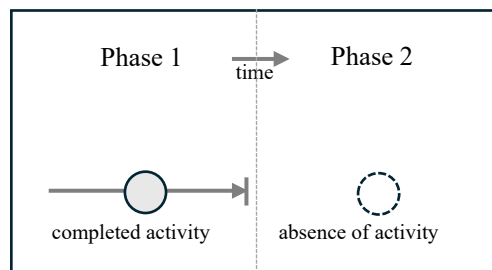 Phase 1
time
Phase 2
completed activity
absence of activity